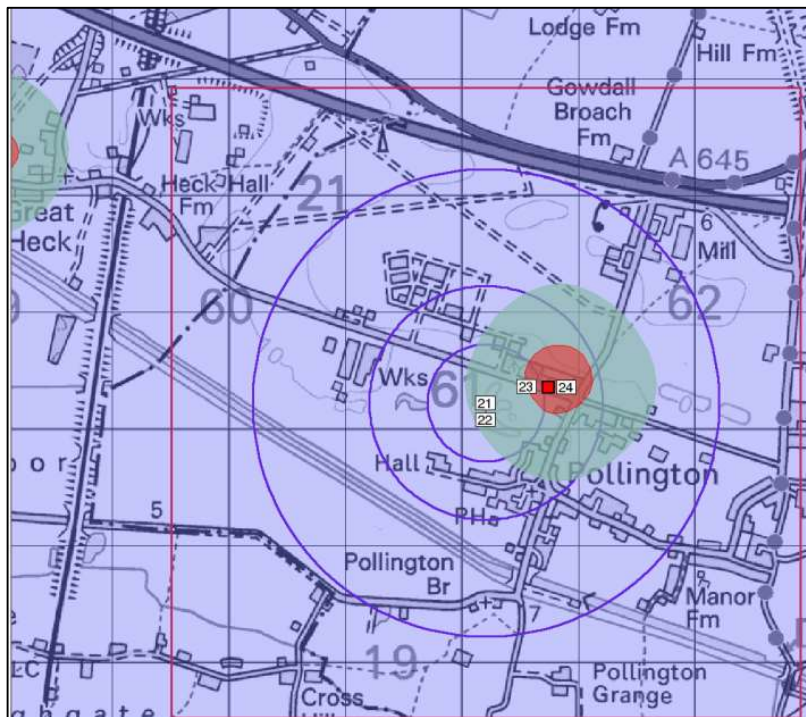 Lodge Fm
Hill Fm
Gowdall
Broach
Fm
Wks
A 645
Heck Hall
Fm
21
Great
Heck
6
Mill
60
62
Wks
61
23
24
21
22
Hall
Pollington
PH
5
Pollington
Br
7
Manor
Fm
19
Pollington
Grange
Cross